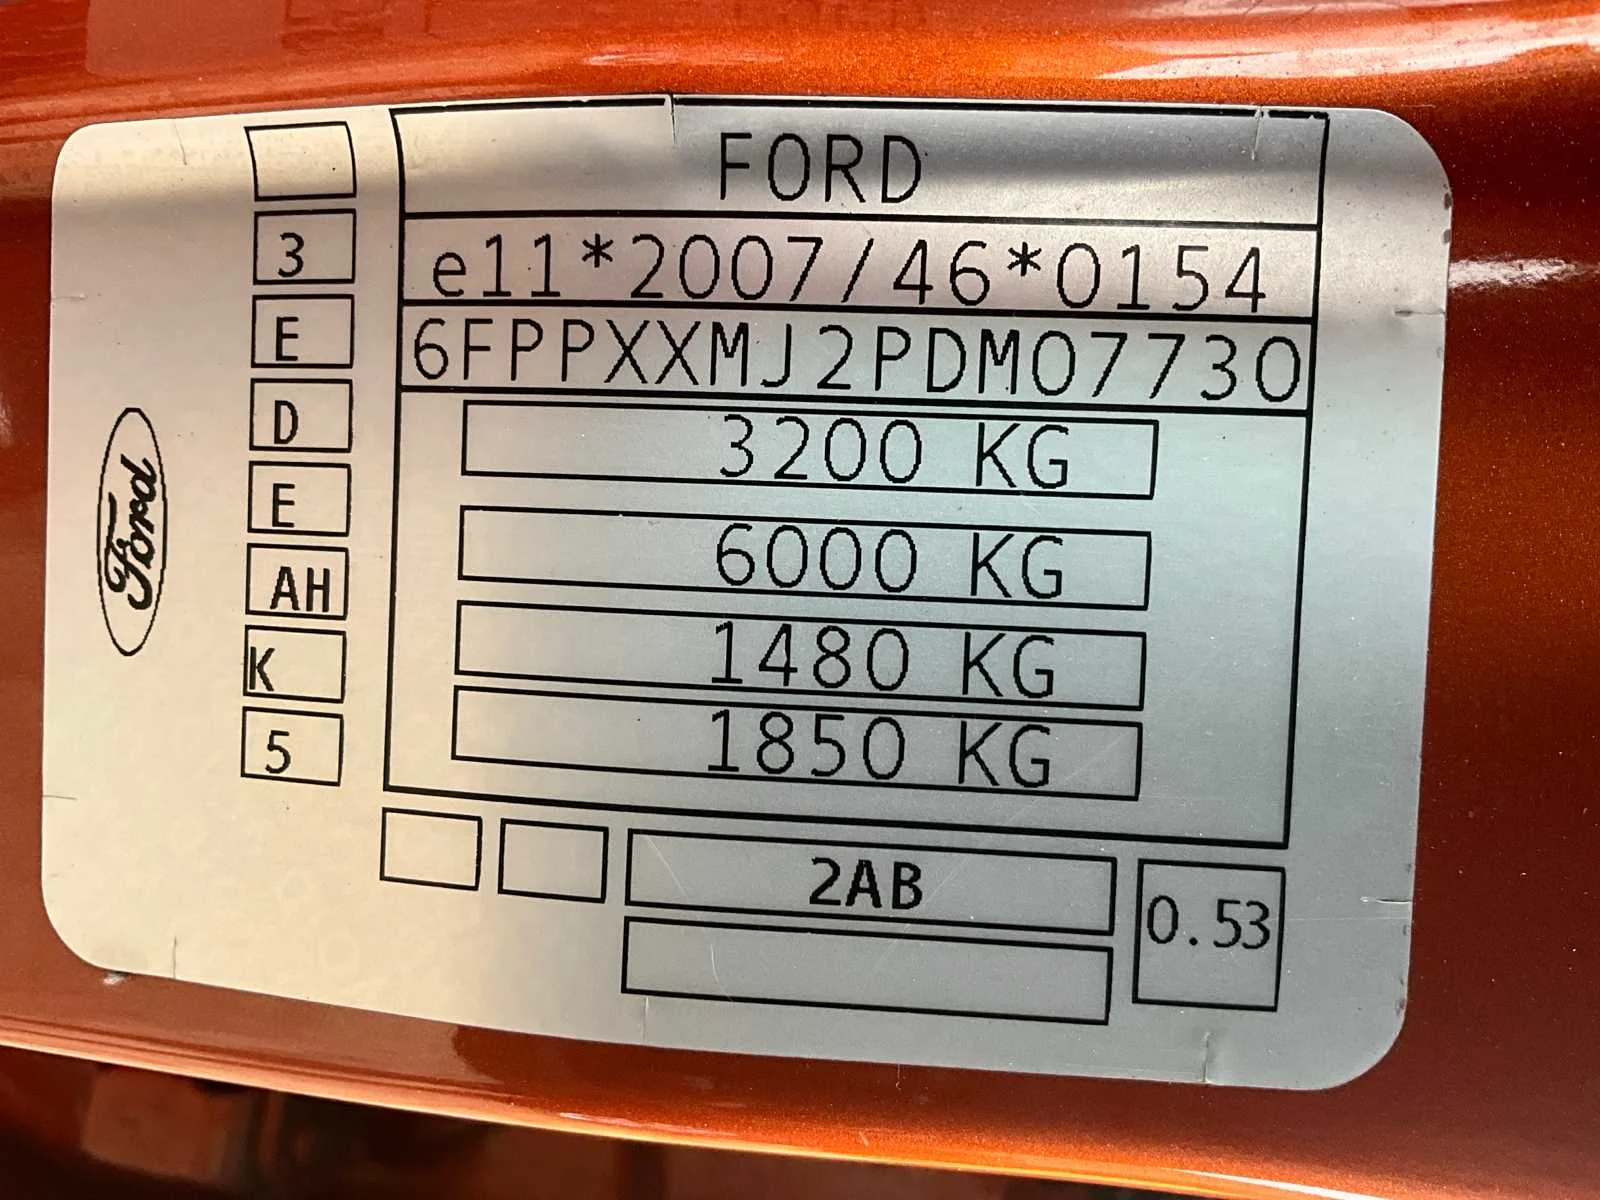 Ford
3
E
D
E
AH
K
5
FORD
e11*2007/46*0154
6FPPXXMJ2PDM07730
3200 KG
6000 KG
1480 KG
1850 KG
2AB
0.53